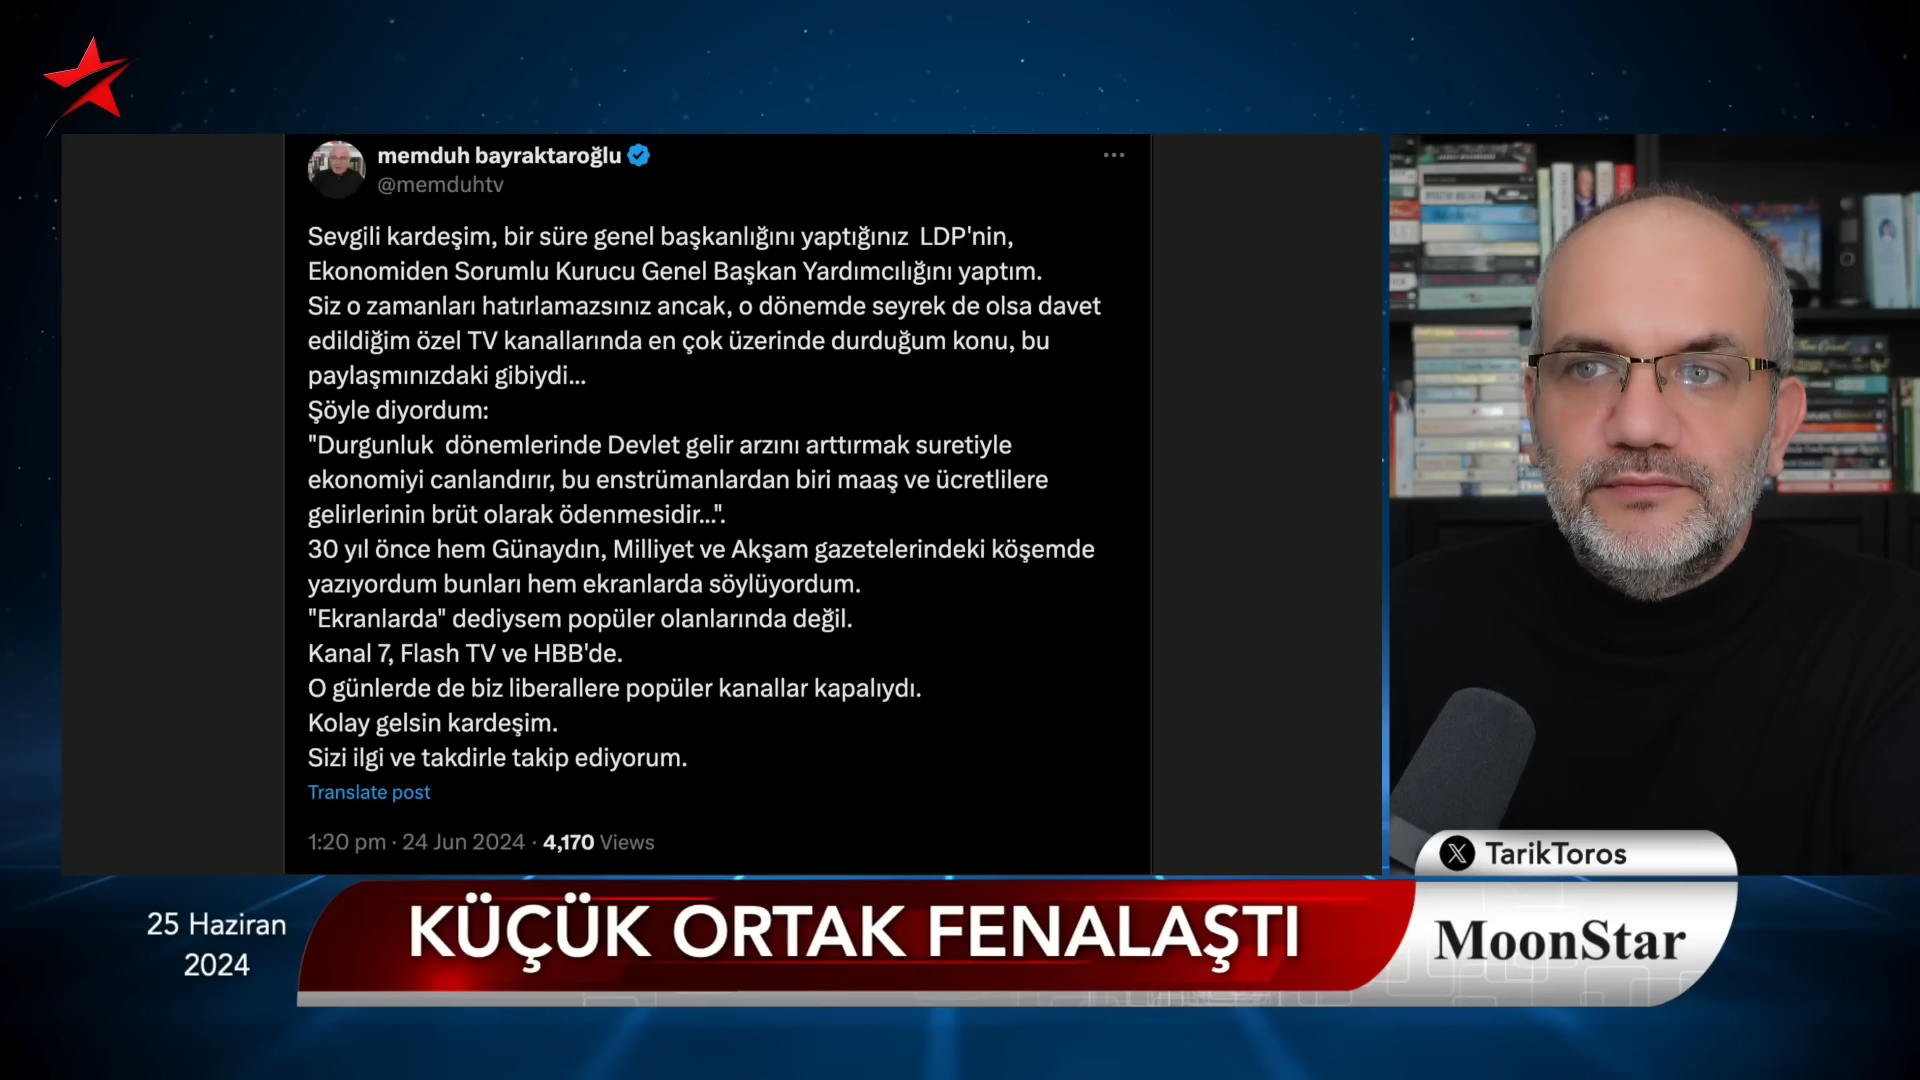 memduh bayraktaroğlu
@memduhtv
Sevgili kardeşim, bir süre genel başkanlığını yaptığınız LDP'nin,
Ekonomiden Sorumlu Kurucu Genel Başkan Yardımcılığını yaptım.
Siz o zamanları hatırlamazsınız ancak, o dönemde seyrek de olsa davet
edildiğim özel TV kanallarında en çok üzerinde durduğum konu, bu
paylaşmınızdaki gibiydi...
Şöyle diyordum:
"Durgunluk dönemlerinde Devlet gelir arzını arttırmak suretiyle
ekonomiyi canlandırır, bu enstrümanlardan biri maaş ve ücretlilere
gelirlerinin brüt olarak ödenmesidir...".
30 yıl önce hem Günaydın, Milliyet ve Akşam gazetelerindeki köşemde
yazıyordum bunları hem ekranlarda söylüyordum.
"Ekranlarda" dediysem popüler olanlarında değil.
Kanal 7, Flash TV ve HBB'de.
O günlerde de biz liberallere popüler kanallar kapalıydı.
Kolay gelsin kardeşim.
Sizi ilgi ve takdirle takip ediyorum.
Translate post
1:20 pm · 24 Jun 2024 · 4,170 Views
X TarikToros
25 Haziran
2024
KÜÇÜK ORTAK FENALAŞTI
MoonStar